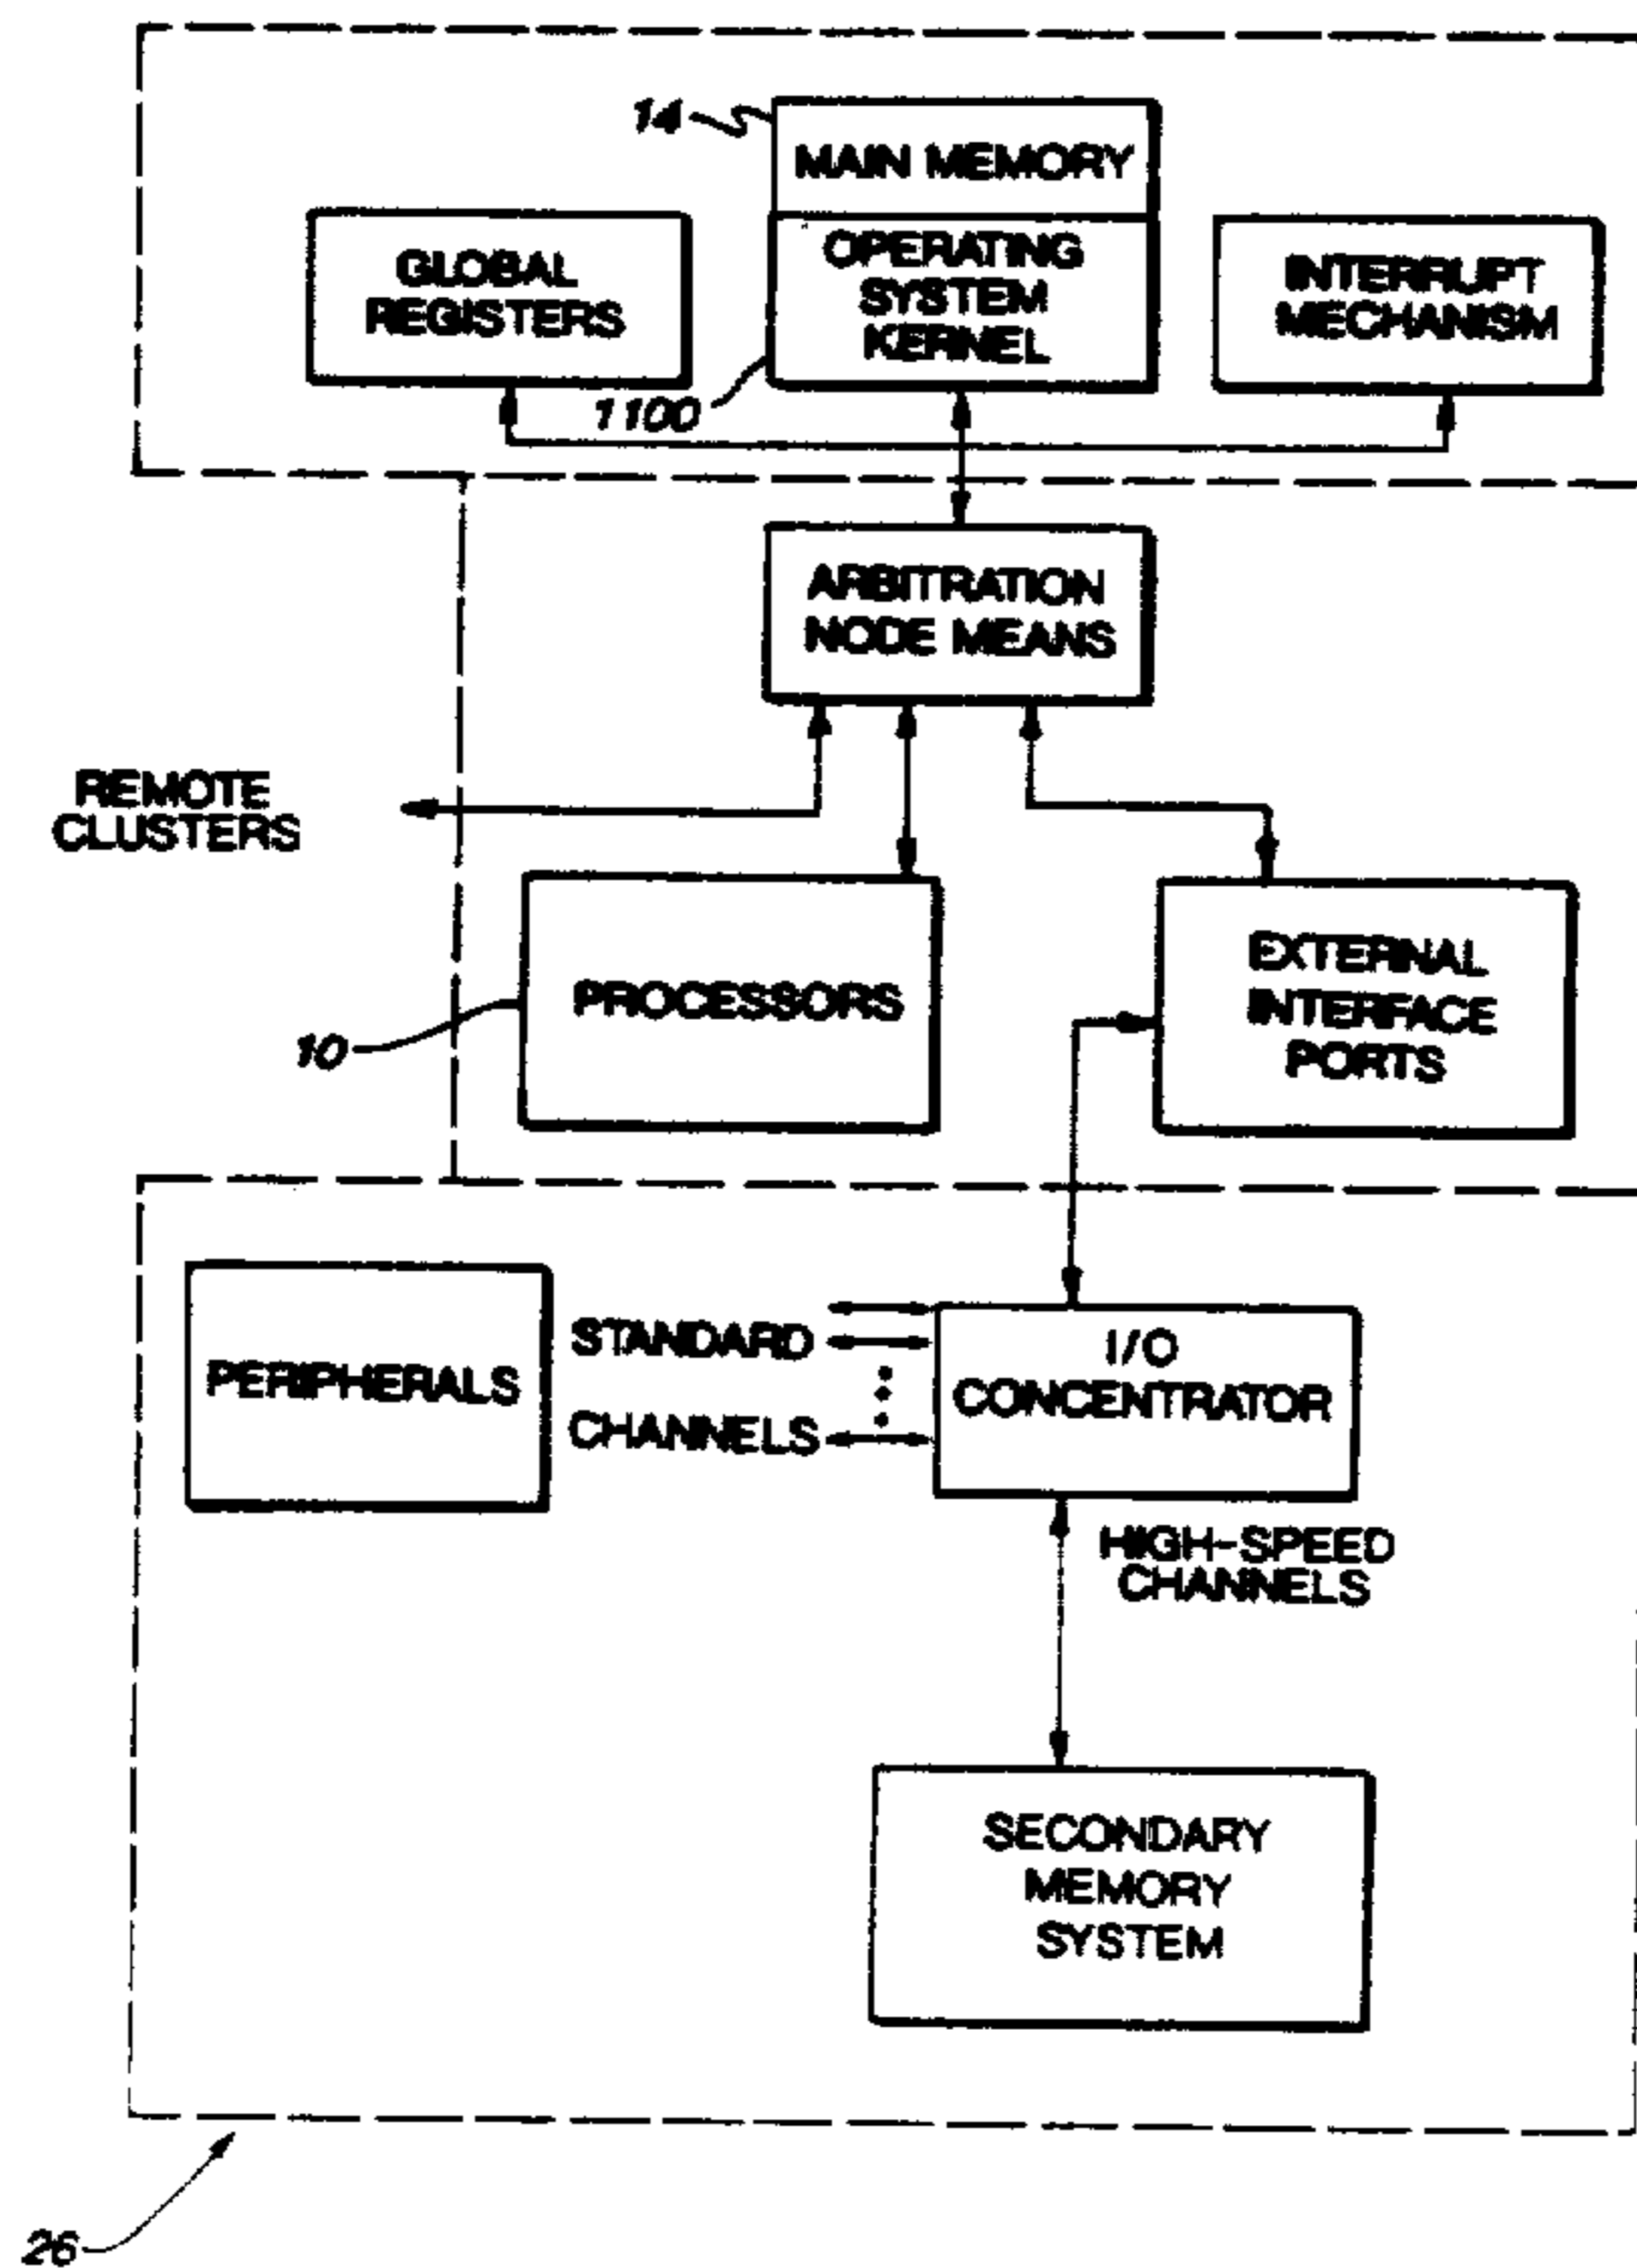 14
MAIN MEMORY
GLOBAL
REGISTERS
OPERATING
SYSTEM
KERNEL
INTERRUPT
MECHANISM
1100
ARBITRATION
NODE MEANS
REMOTE
CLUSTERS
PROCESSORS
10
EXTERNAL
INTERFACE
PORTS
PERIPHERALS
STANDARD
CHANNELS
I/O
CONCENTRATOR
HIGH-SPEED
CHANNELS
SECONDARY
MEMORY
SYSTEM
26